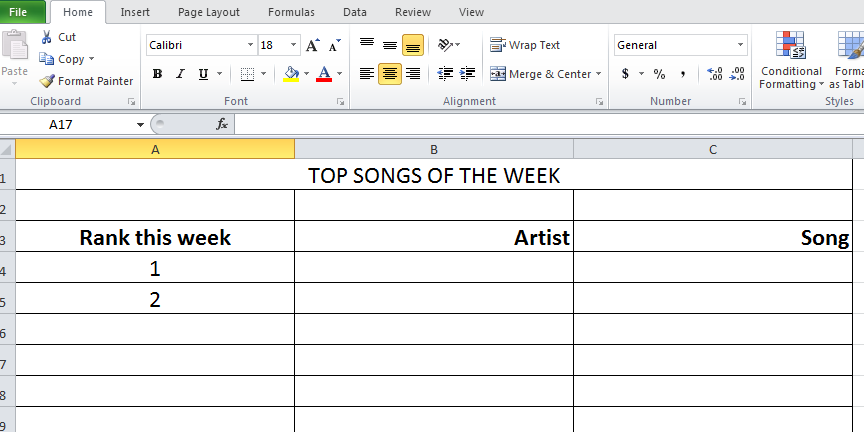 File Home Insert Page Layout Formulas Data Review View
Cut
Copy
Format Painter
Paste
Clipboard
Calibri 18 A A
B I U A
Font
Wrap Text
Merge & Center
Alignment
General
$ % , .00 .0 .00
Number
Conditional Formatting
as
Styles
A17 fx
A B C
1 TOP SONGS OF THE WEEK
2
3 Rank this week Artist Song
4 1
5 2
6
7
8
9